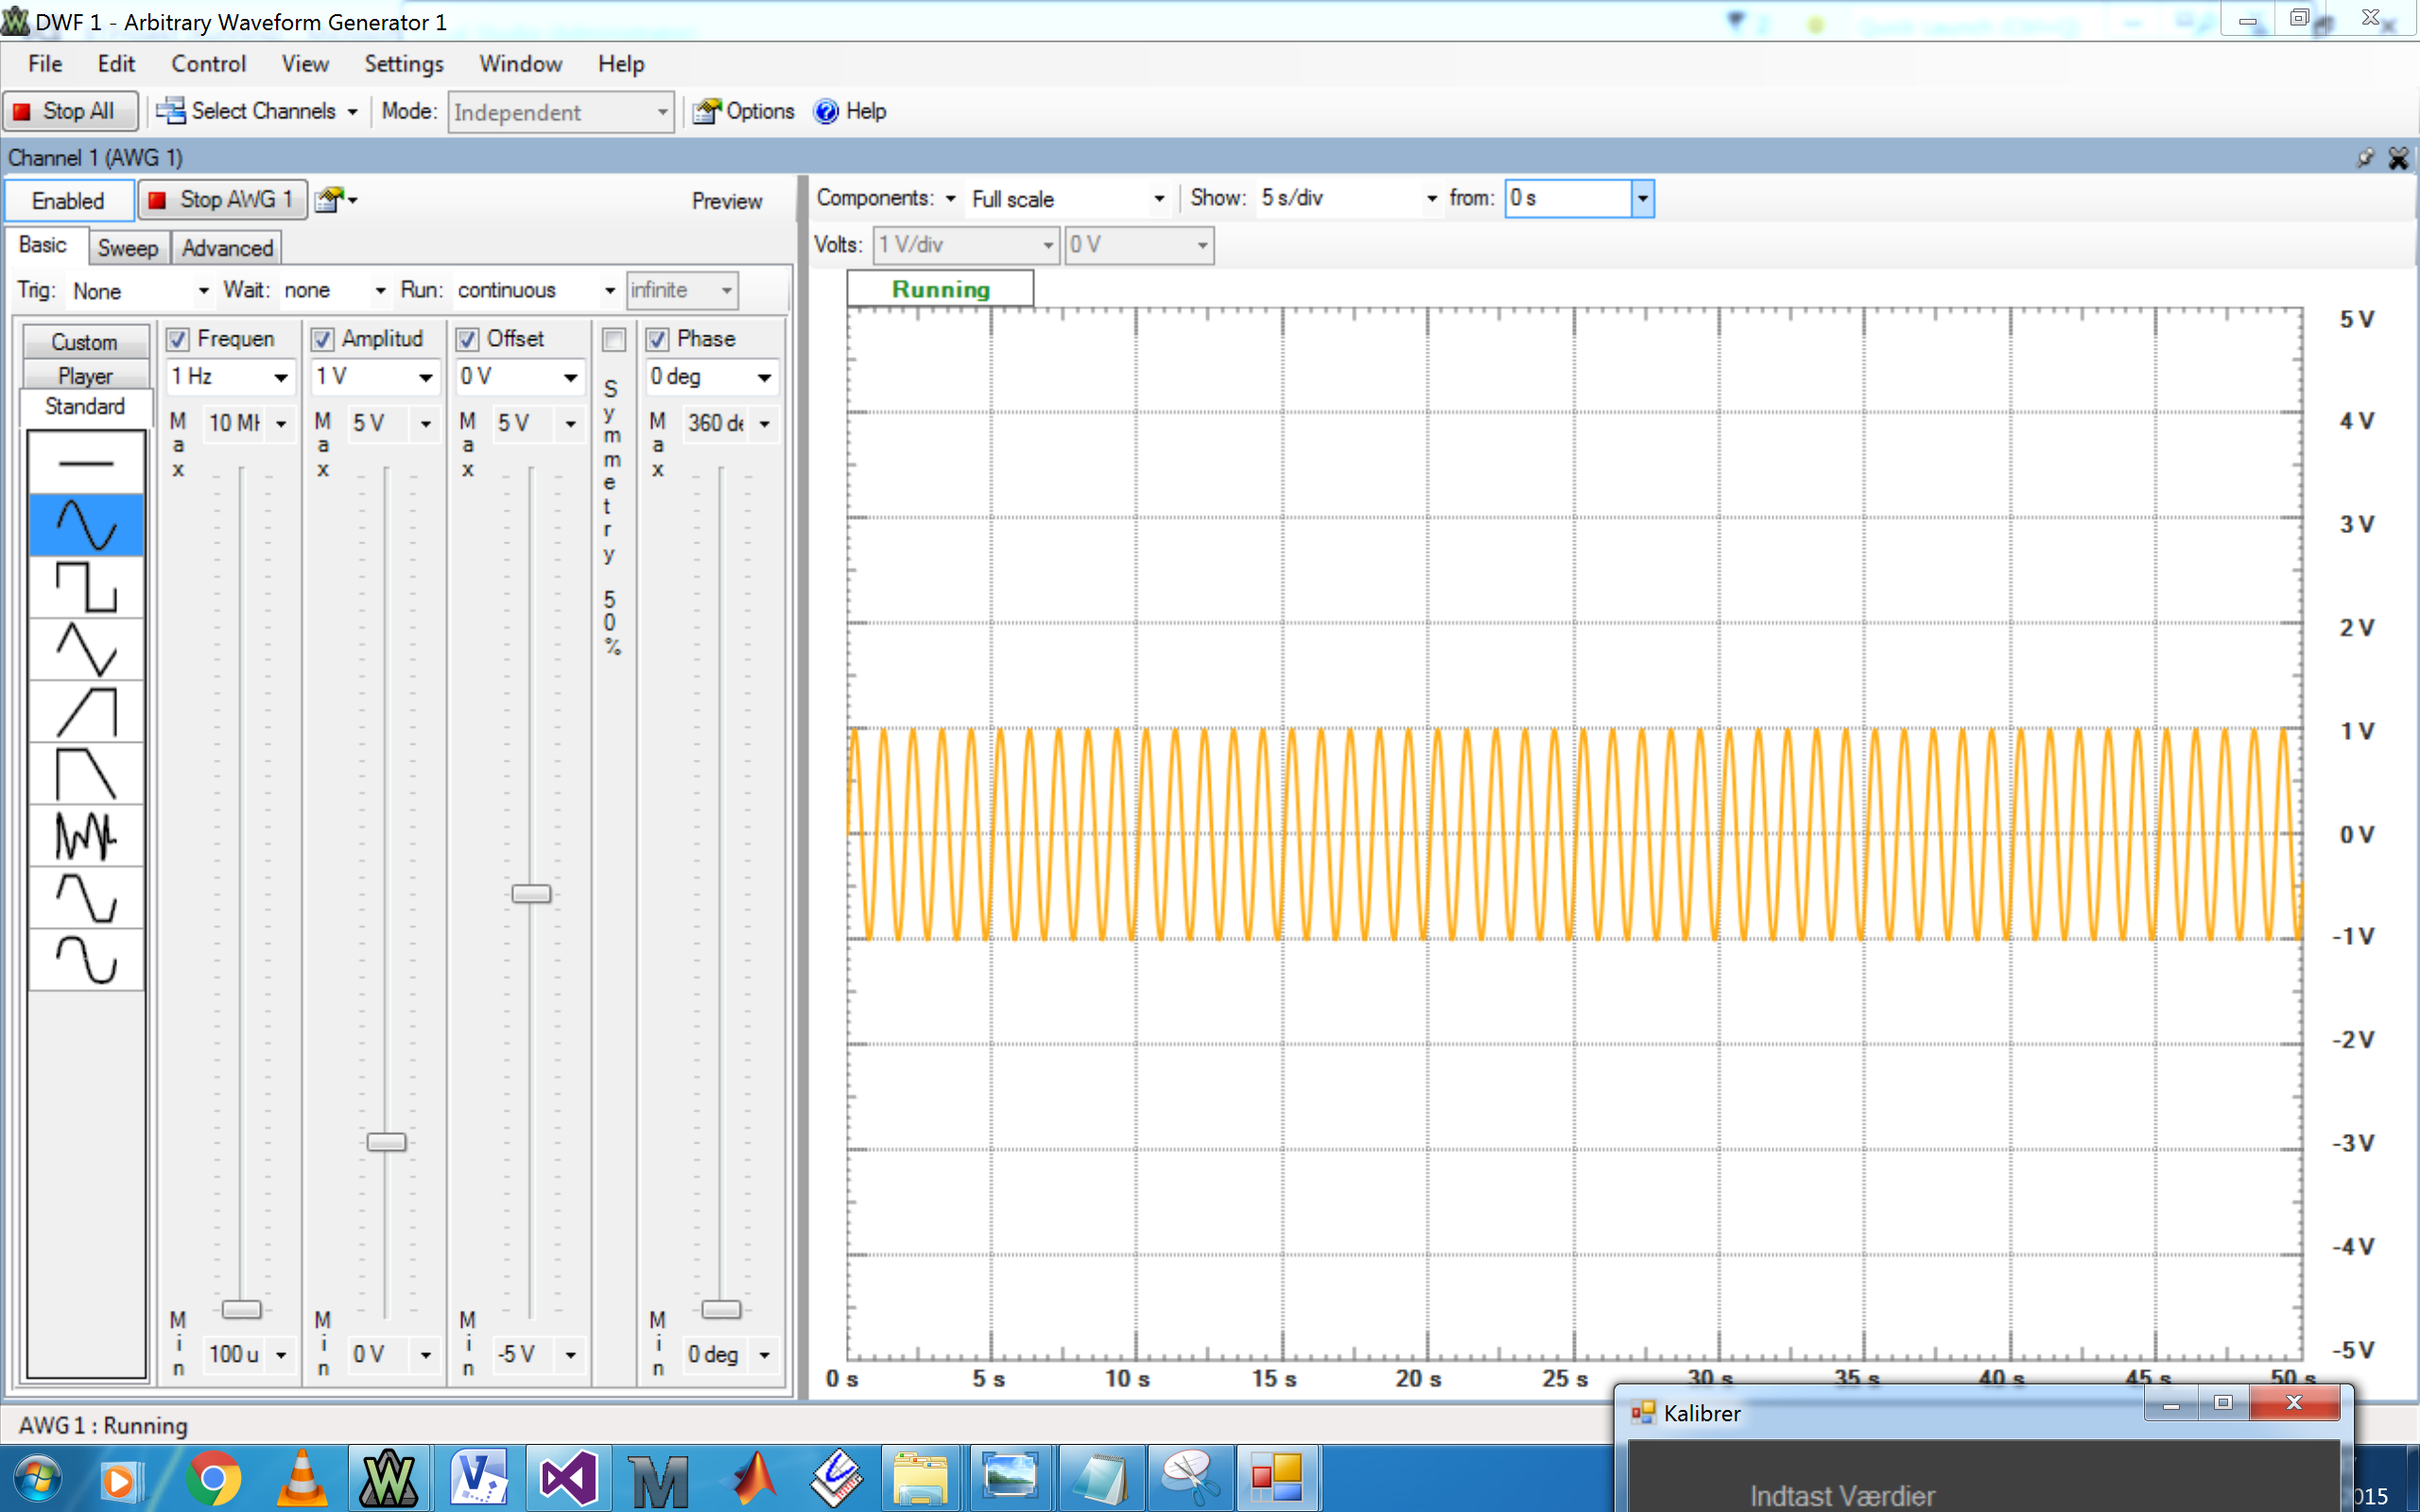 DWF 1 - Arbitrary Waveform Generator 1
File Edit Control View Settings Window Help
Stop All Select Channels Mode: Independent Options Help
Channel 1 (AWG 1)
Enabled Stop AWG 1 Preview
Components: Full scale Show: 5 s/div from: 0 s
Basic Sweep Advanced
Volts: 1 V/div 0 V
Trig: None Wait: none Run: continuous infinite
Running
Custom
Player
Standard
Frequen Amplitud Offset Phase
1 Hz 1 V 0 V 0 deg
Max 10 MH Max 5 V Max 5 V Symmetry 50% Max 360 de
Min 100 u Min 0 V Min -5 V Min 0 deg
5 V
4 V
3 V
2 V
1 V
0 V
-1 V
-2 V
-3 V
-4 V
-5 V
0 s 5 s 10 s 15 s 20 s 25 s 30 s 35 s 40 s 45 s 50 s
AWG 1 : Running
Kalibrer
Indtast Værdier
015